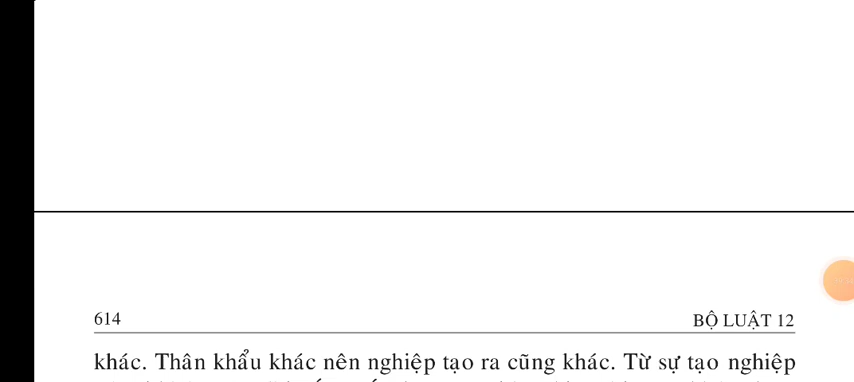 614
BỘ LUẬT 12
khác. Thân khẩu khác nên nghiệp tạo ra cũng khác. Từ sự tạo nghiệp